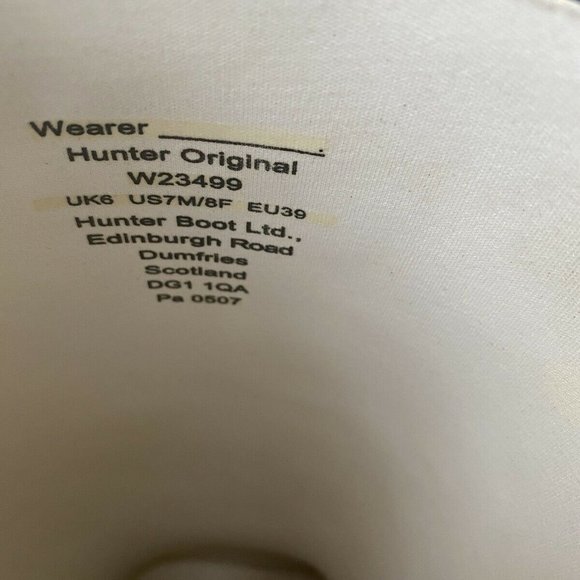 Wearer ____________.
Hunter Original
W23499
UK6 US7M/8F EU39
Hunter Boot Ltd.,
Edinburgh Road
Dumfries
Scotland
DG1 1QA
Pa 0507